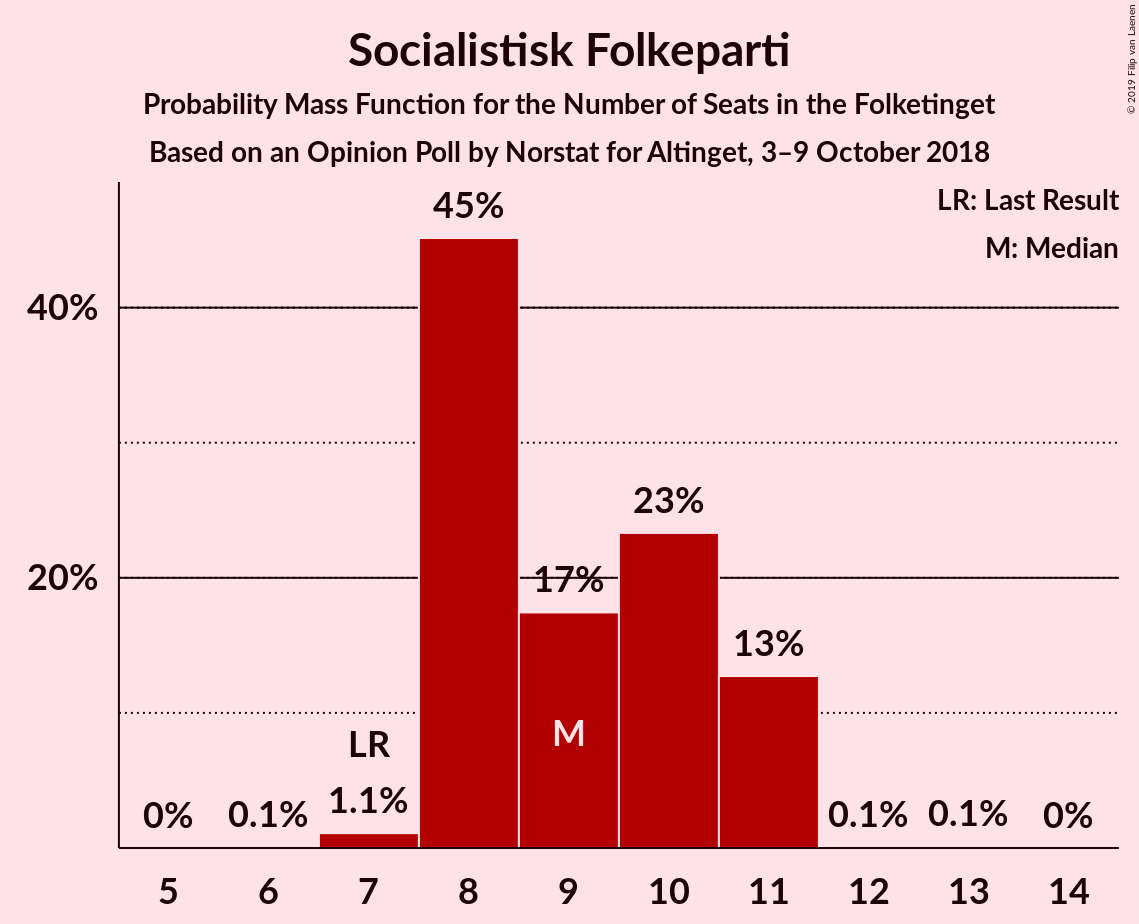 Socialistisk Folkeparti
Probability Mass Function for the Number of Seats in the Folketinget
Based on an Opinion Poll by Norstat for Altinget, 3–9 October 2018
© 2019 Filip van Laenen
LR: Last Result
M: Median
45%
40%
23%
20%
17%
13%
M
LR
0%
0.1%
1.1%
0.1%
0.1%
0%
5 6 7 8 9 10 11 12 13 14